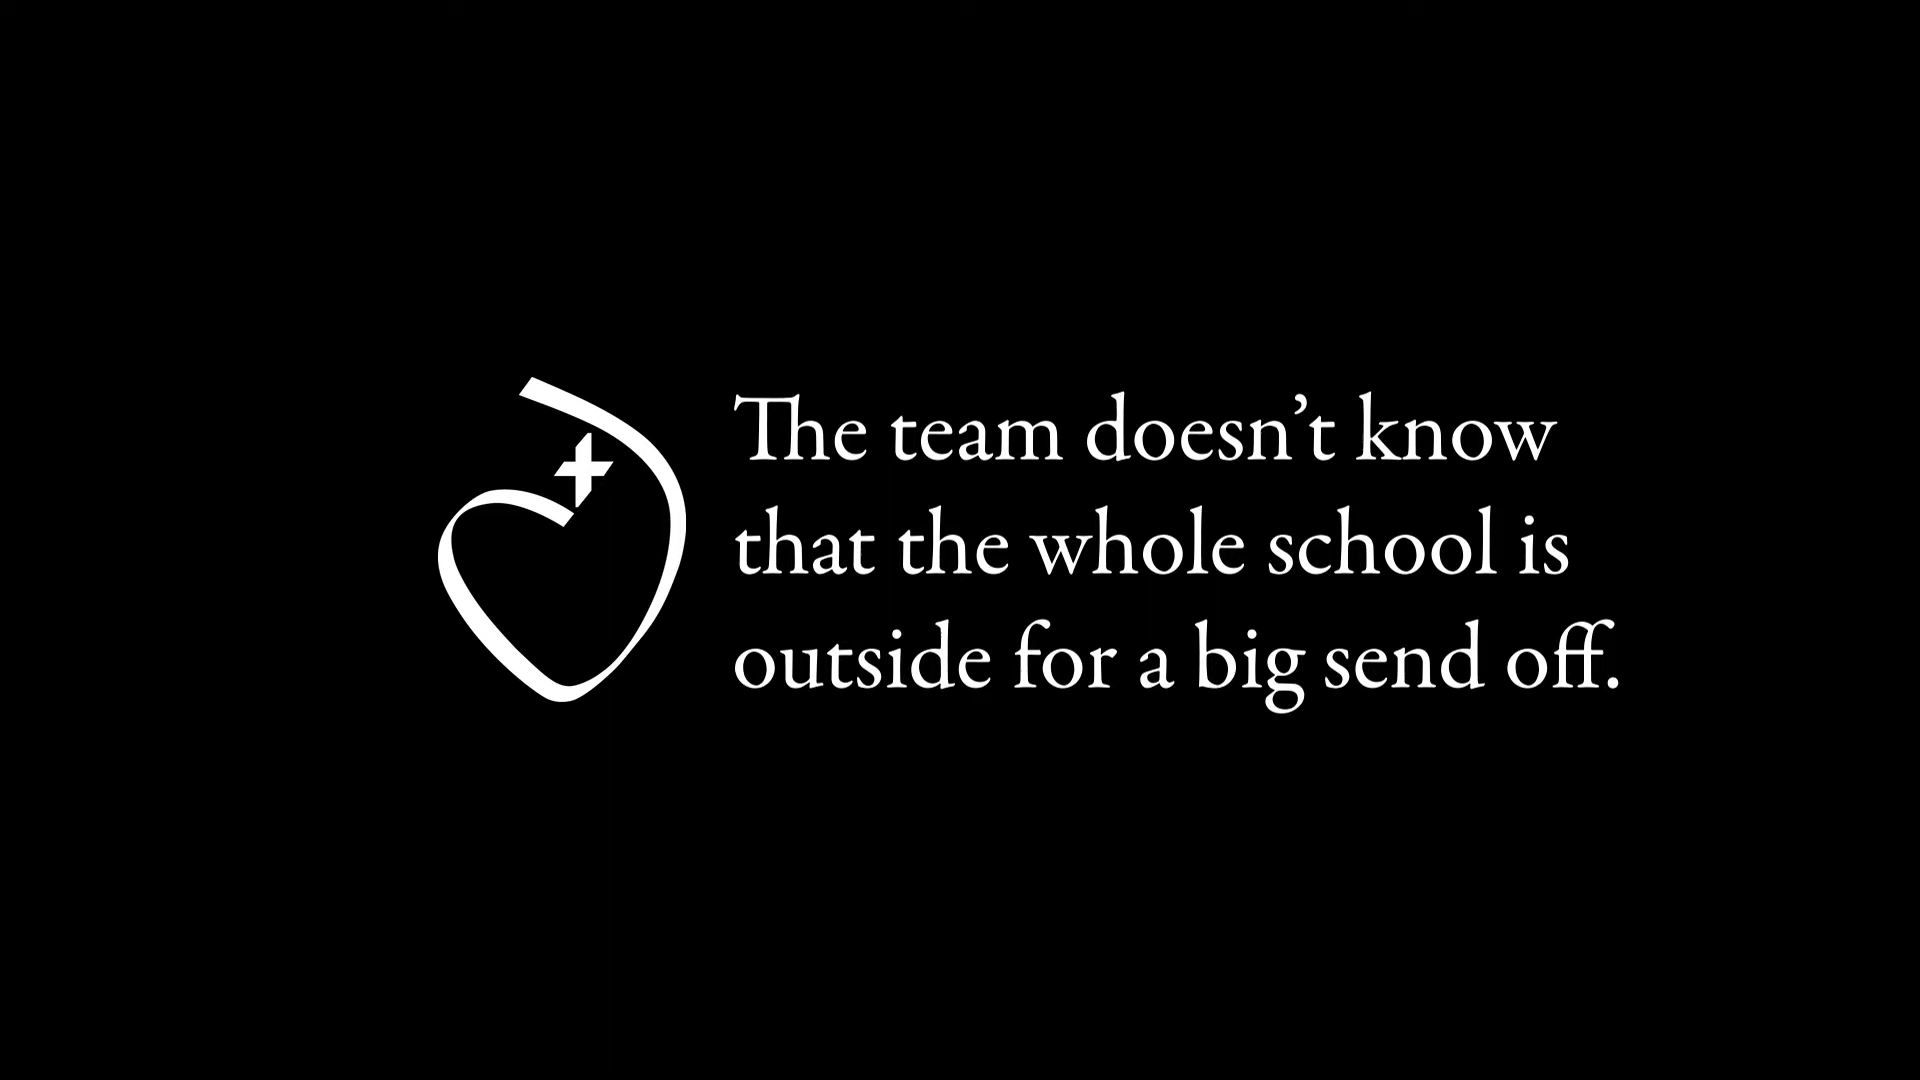 The team doesn’t know
that the whole school is
outside for a big send off.